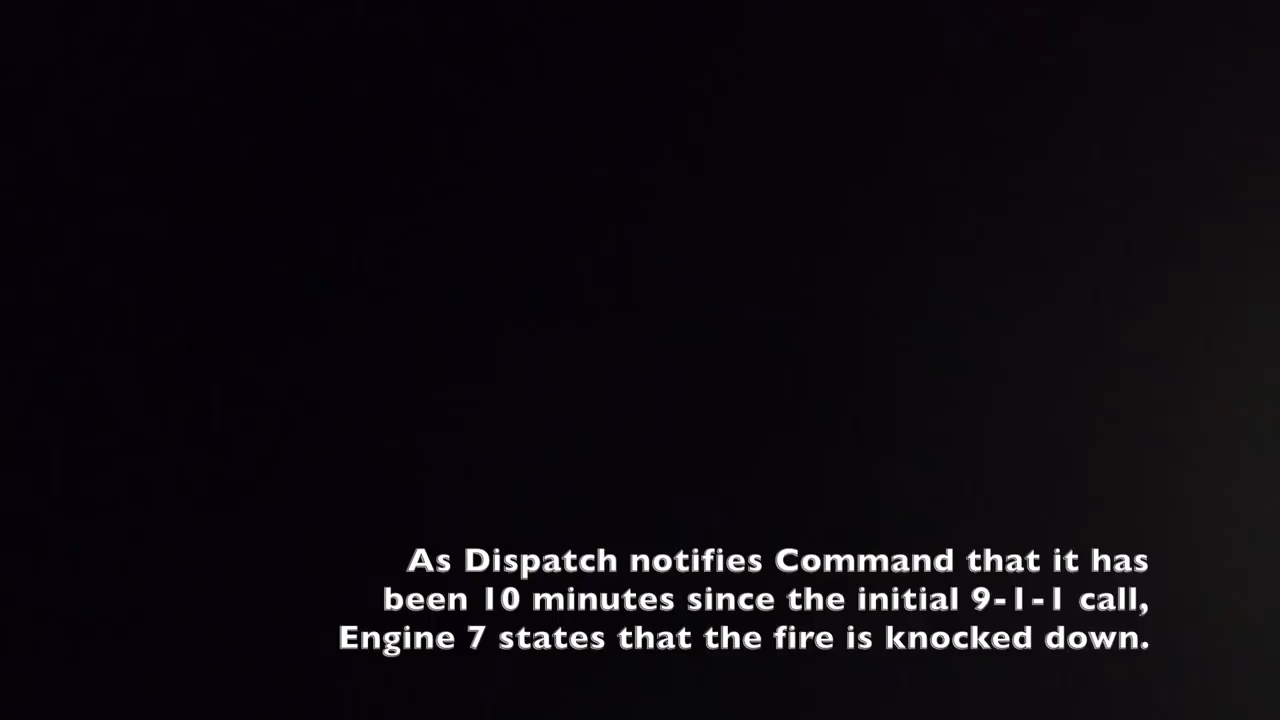 As Dispatch notifies Command that it has
been 10 minutes since the initial 9-1-1 call,
Engine 7 states that the fire is knocked down.